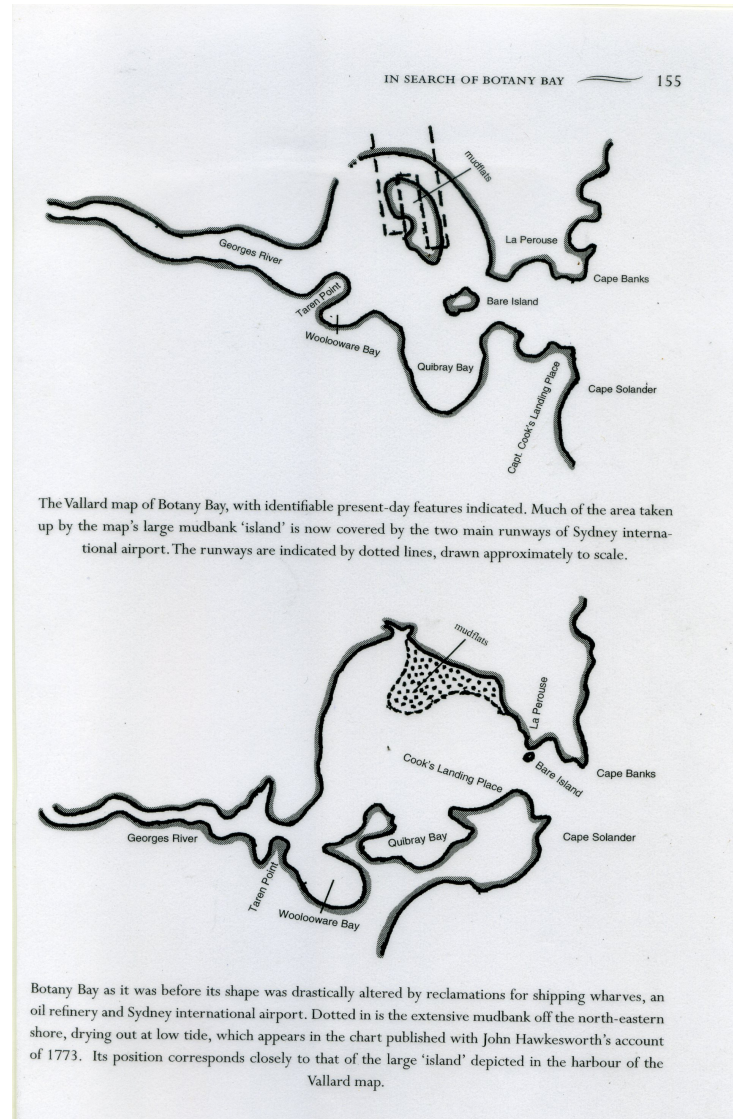 IN SEARCH OF BOTANY BAY 155
mudflats
La Perouse
Georges River
Cape Banks
Taren Point
Bare Island
Woolooware Bay
Quibray Bay
Cape Solander
Capt. Cook's Landing Place
The Vallard map of Botany Bay, with identifiable present-day features indicated. Much of the area taken
up by the map's large mudbank 'island' is now covered by the two main runways of Sydney interna-
tional airport. The runways are indicated by dotted lines, drawn approximately to scale.
mudflats
La Perouse
Cook's Landing Place
Bare Island
Cape Banks
Georges River
Quibray Bay
Cape Solander
Taren Point
Woolooware Bay
Botany Bay as it was before its shape was drastically altered by reclamations for shipping wharves, an
oil refinery and Sydney international airport. Dotted in is the extensive mudbank off the north-eastern
shore, drying out at low tide, which appears in the chart published with John Hawkesworth's account
of 1773. Its position corresponds closely to that of the large 'island' depicted in the harbour of the
Vallard map.